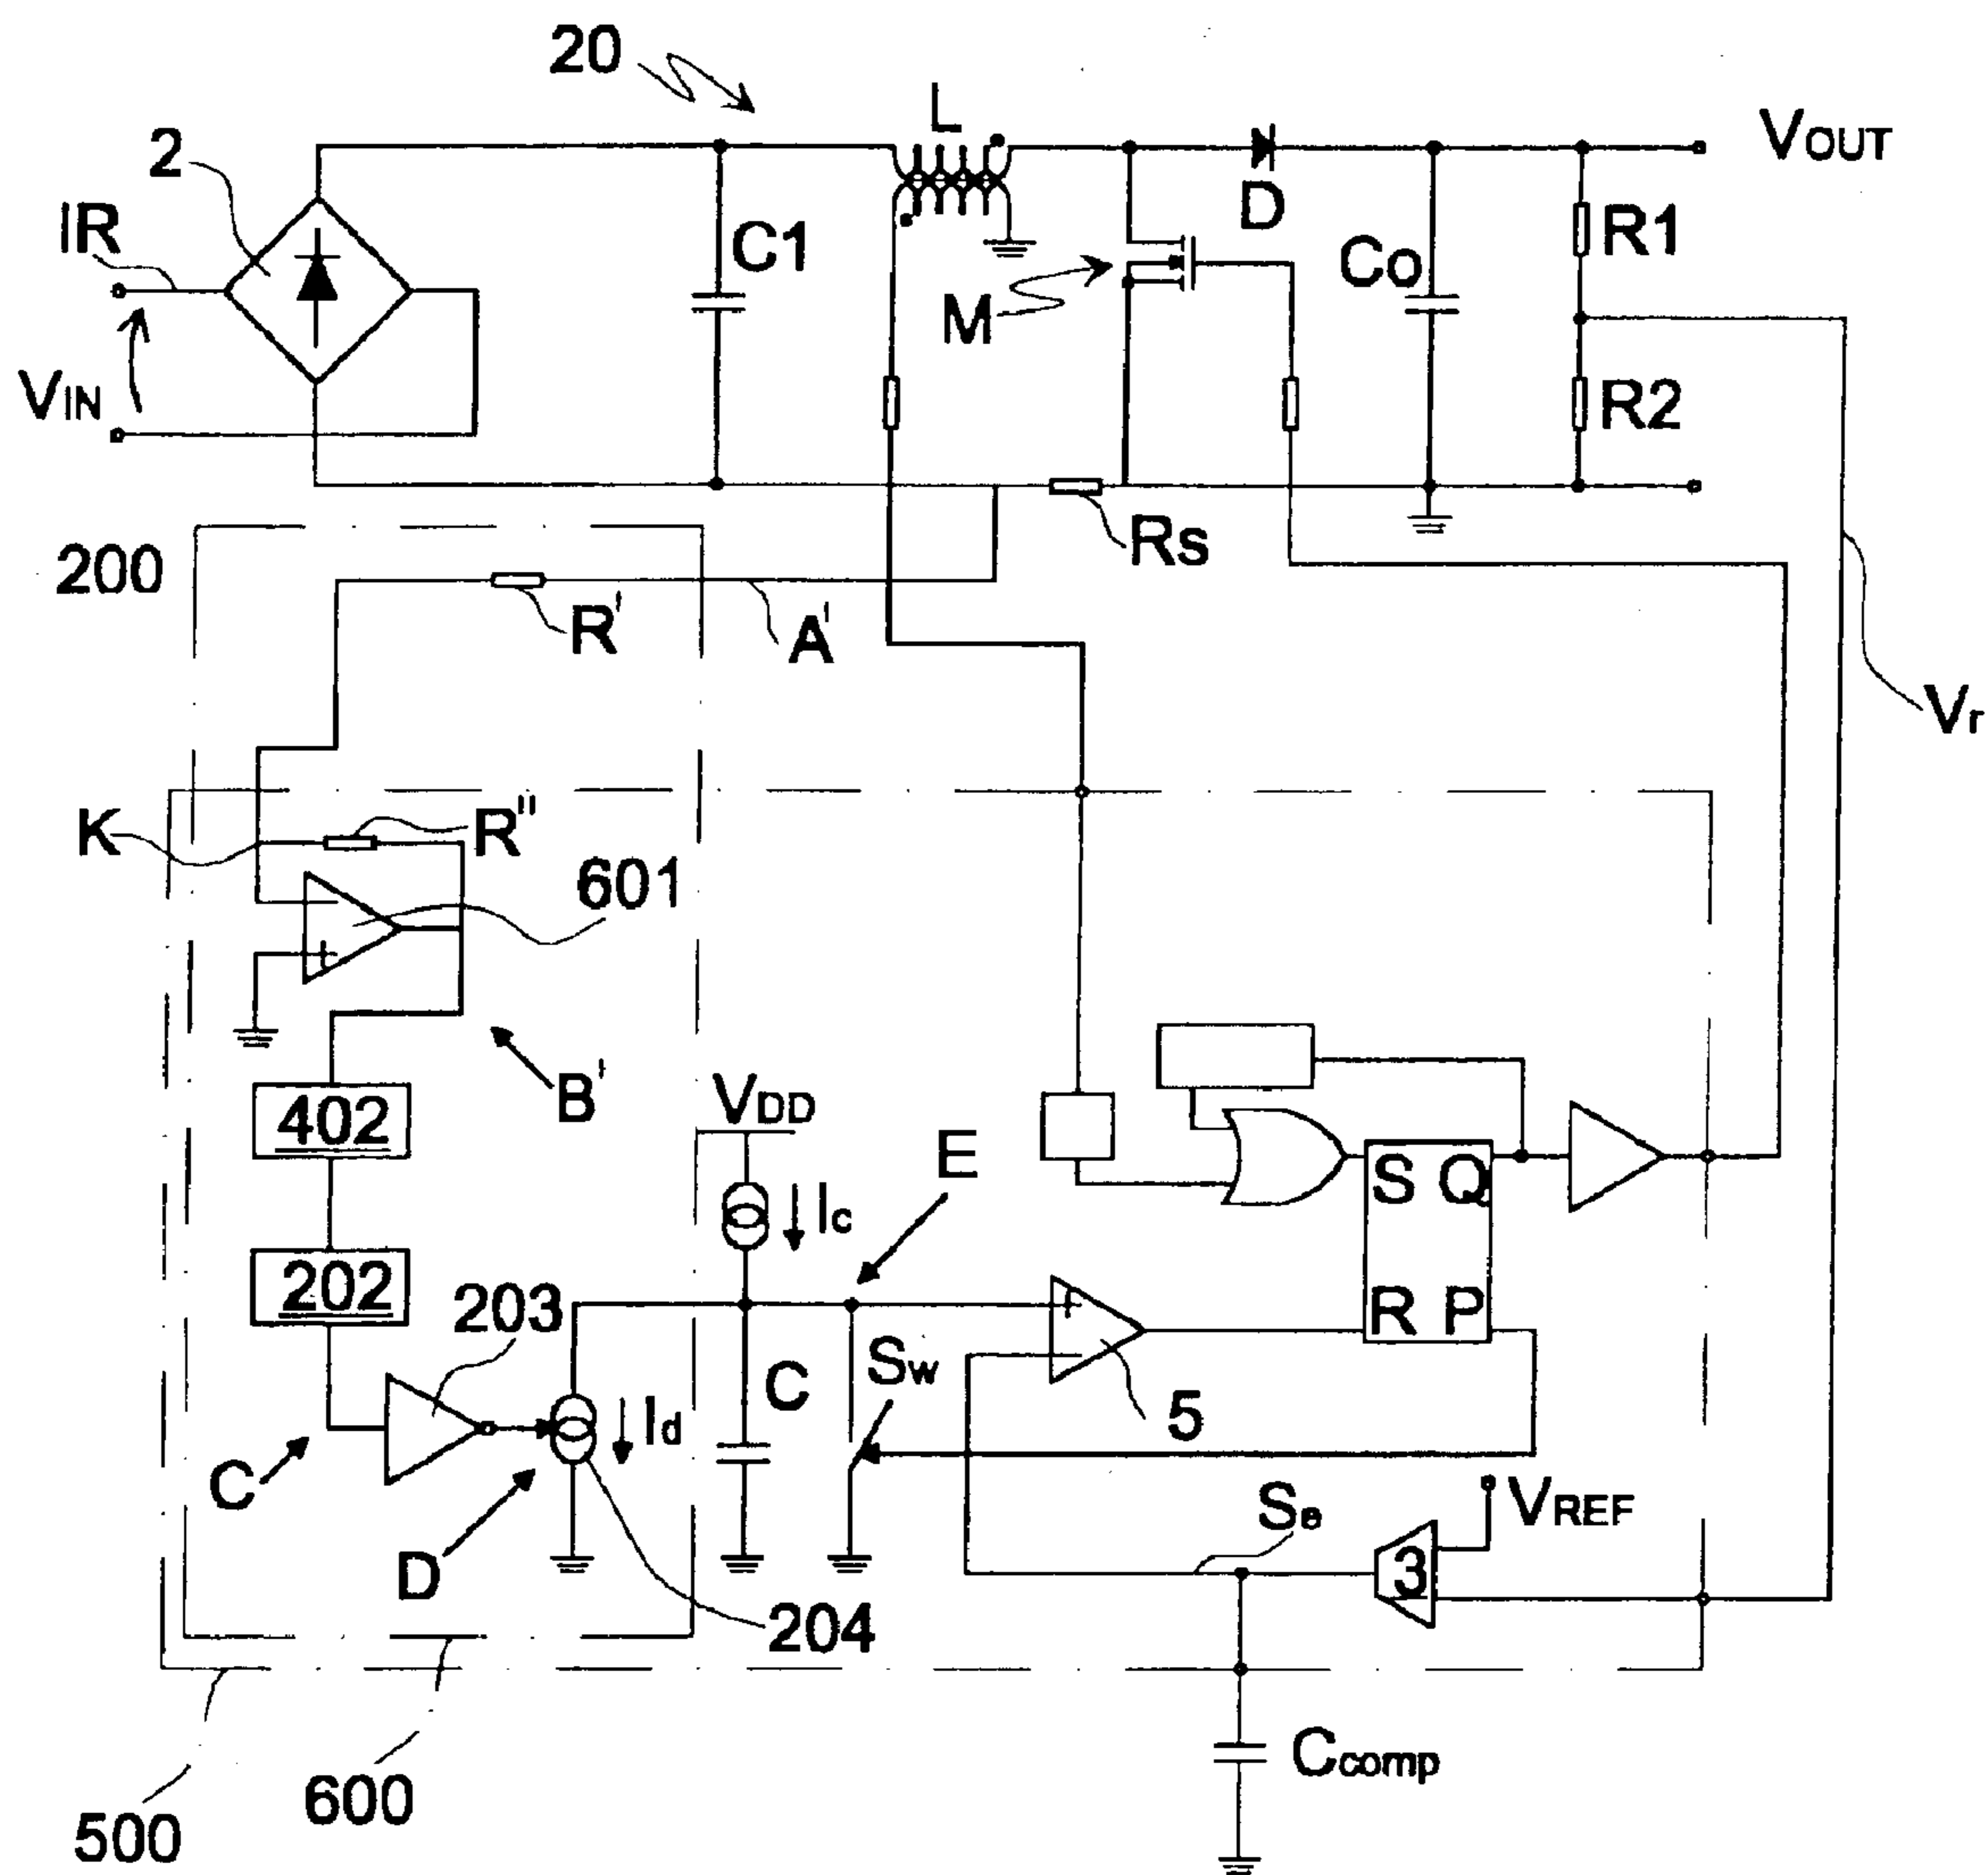 20
L
VOUT
2
IR
C1
D
R1
Co
M
VIN
R2
Rs
200
R'
A'
Vr
K
R"
601
B'
VDD
402
E
Ic
S Q
202
203
R P
C
Sw
5
Id
C
Se
VREF
D
3
204
Ccomp
600
500